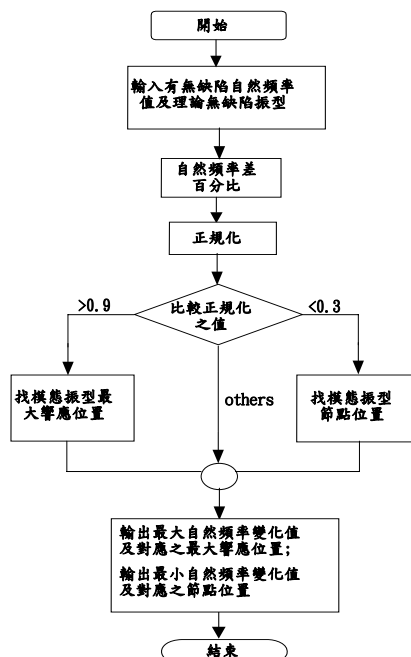 開始
輸入有無缺陷自然頻率
值及理論無缺陷振型
自然頻率差
百分比
正規化
比較正規化
之值
>0.9
<0.3
找模態振型最
大響應位置
others
找模態振型
節點位置
輸出最大自然頻率變化值
及對應之最大響應位置;
輸出最小自然頻率變化值
及對應之節點位置
結束